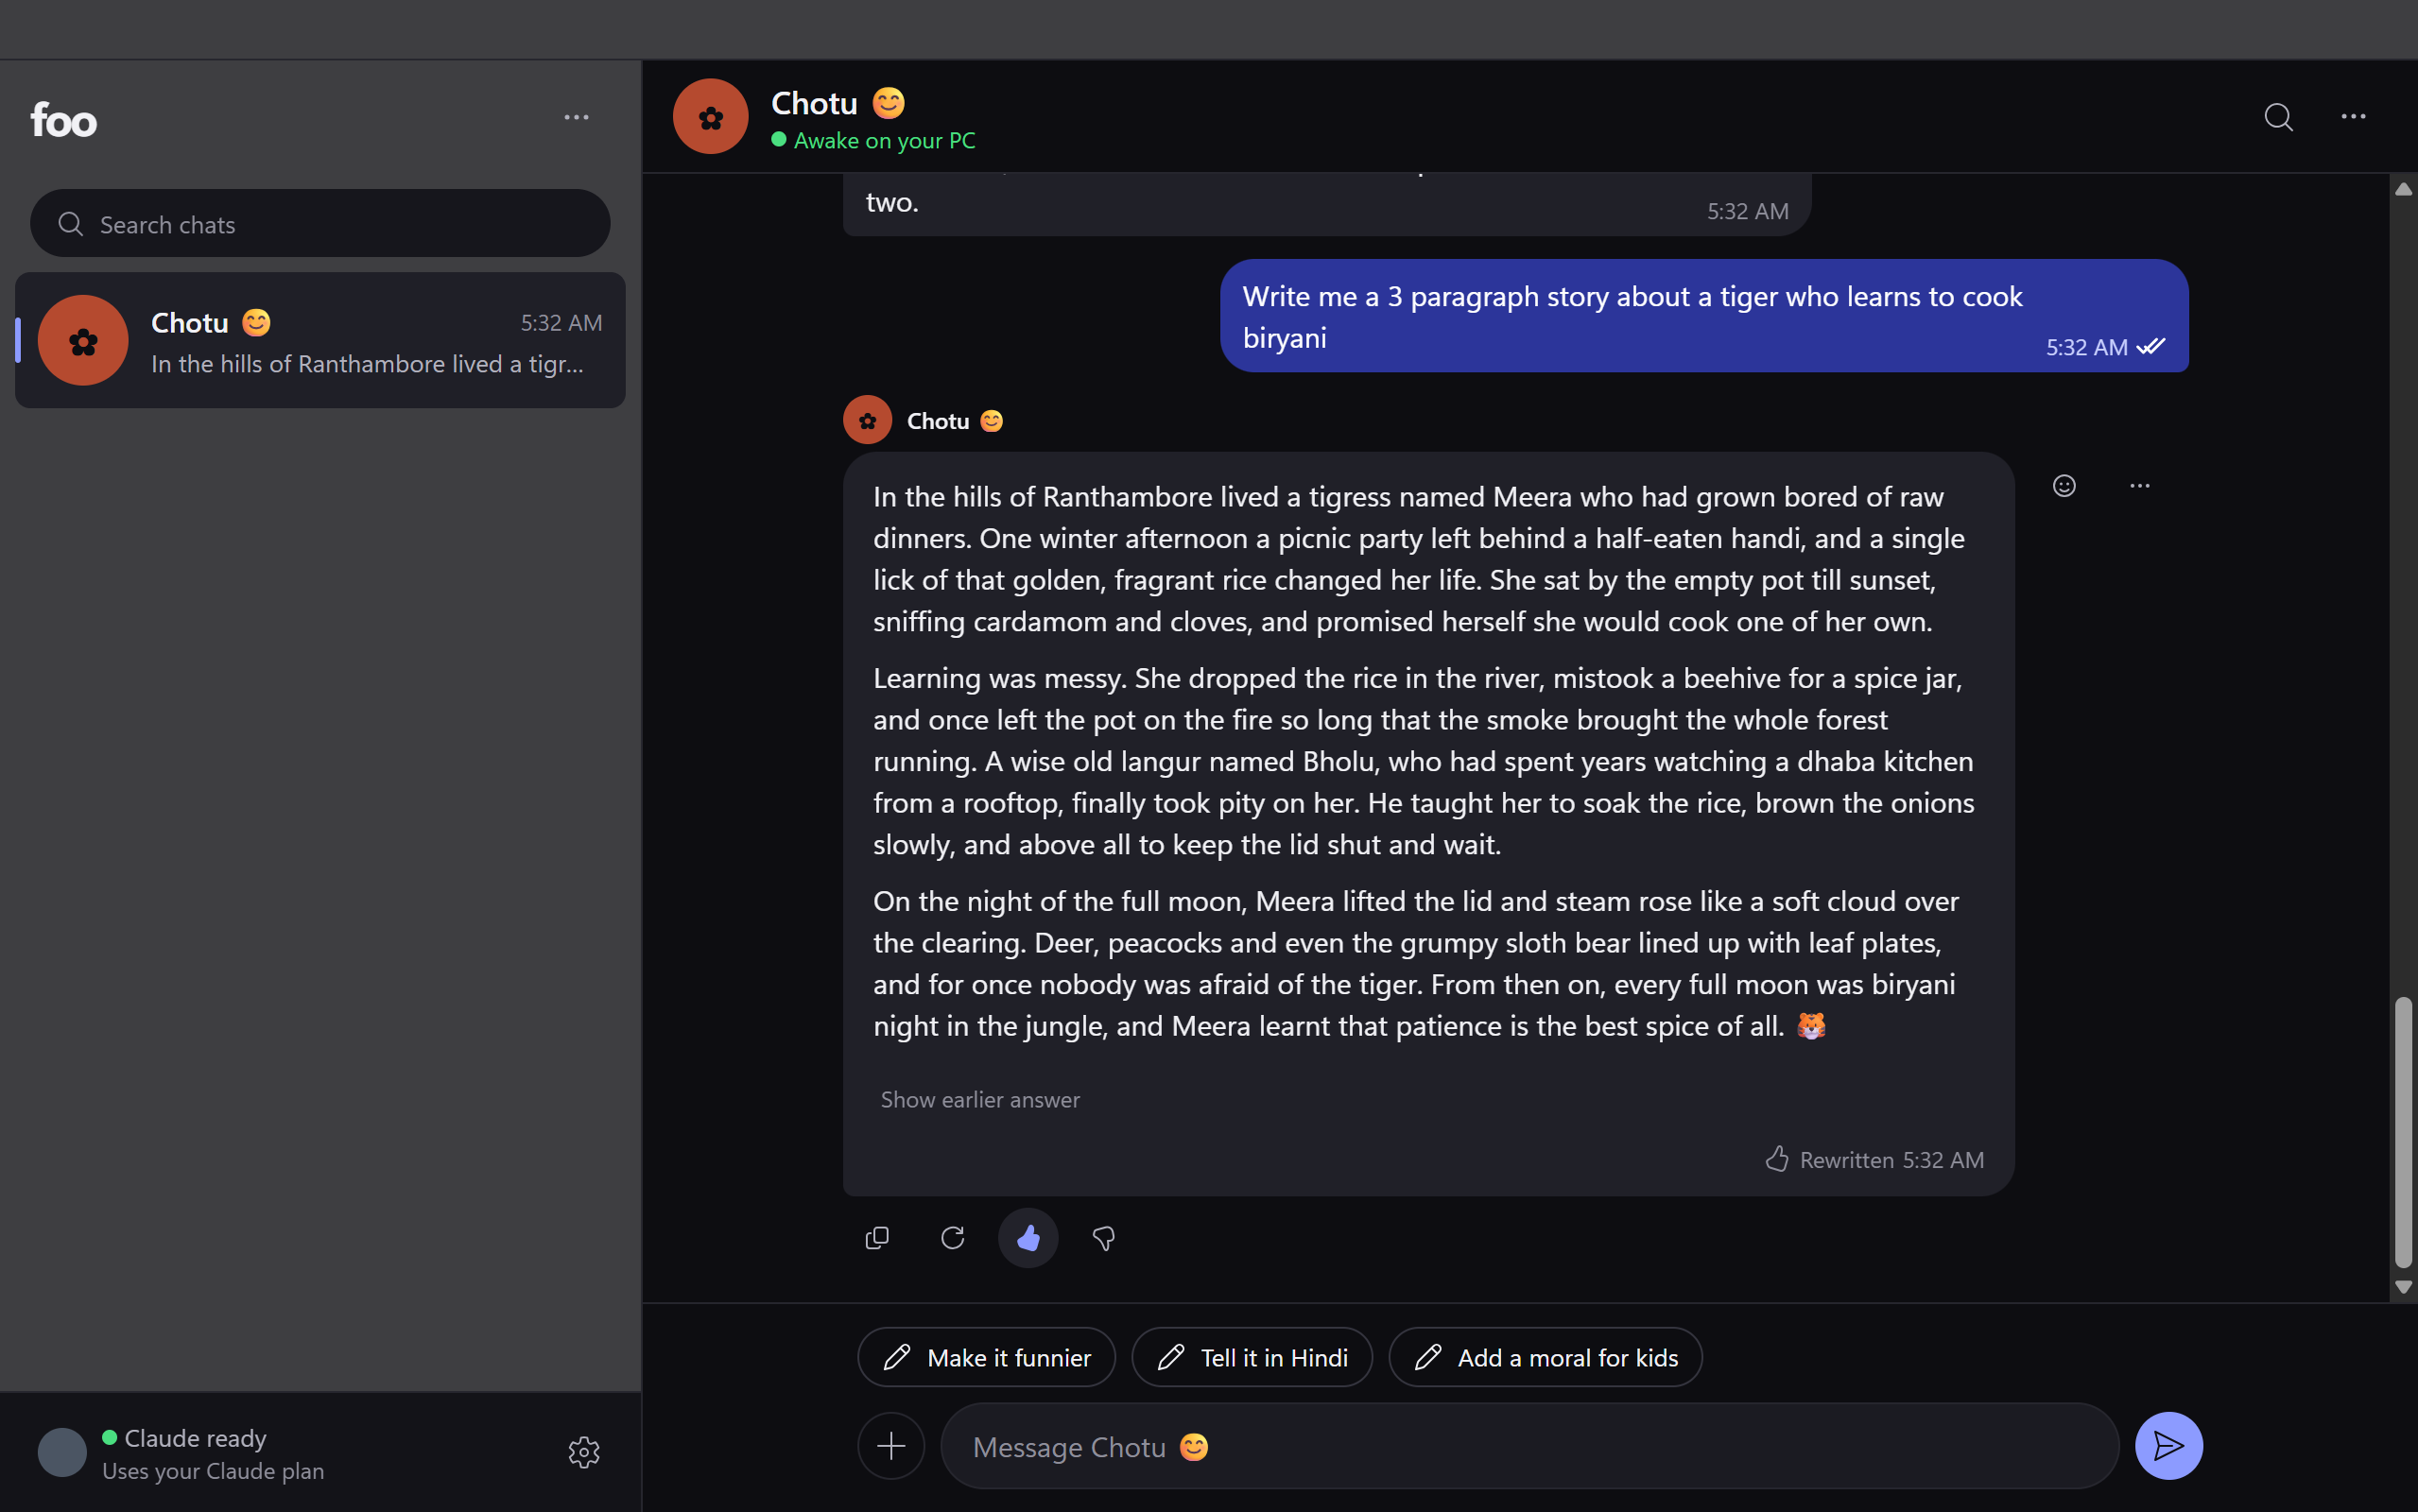 foo
Search chats
Chotu 😊
5:32 AM
In the hills of Ranthambore lived a tigr...
Claude ready
Uses your Claude plan
Chotu 😊
Awake on your PC
two.
5:32 AM
Write me a 3 paragraph story about a tiger who learns to cook
biryani
5:32 AM
Chotu 😊
In the hills of Ranthambore lived a tigress named Meera who had grown bored of raw
dinners. One winter afternoon a picnic party left behind a half-eaten handi, and a single
lick of that golden, fragrant rice changed her life. She sat by the empty pot till sunset,
sniffing cardamom and cloves, and promised herself she would cook one of her own.
Learning was messy. She dropped the rice in the river, mistook a beehive for a spice jar,
and once left the pot on the fire so long that the smoke brought the whole forest
running. A wise old langur named Bholu, who had spent years watching a dhaba kitchen
from a rooftop, finally took pity on her. He taught her to soak the rice, brown the onions
slowly, and above all to keep the lid shut and wait.
On the night of the full moon, Meera lifted the lid and steam rose like a soft cloud over
the clearing. Deer, peacocks and even the grumpy sloth bear lined up with leaf plates,
and for once nobody was afraid of the tiger. From then on, every full moon was biryani
night in the jungle, and Meera learnt that patience is the best spice of all. 🐯
Show earlier answer
Rewritten 5:32 AM
Make it funnier
Tell it in Hindi
Add a moral for kids
Message Chotu 😊